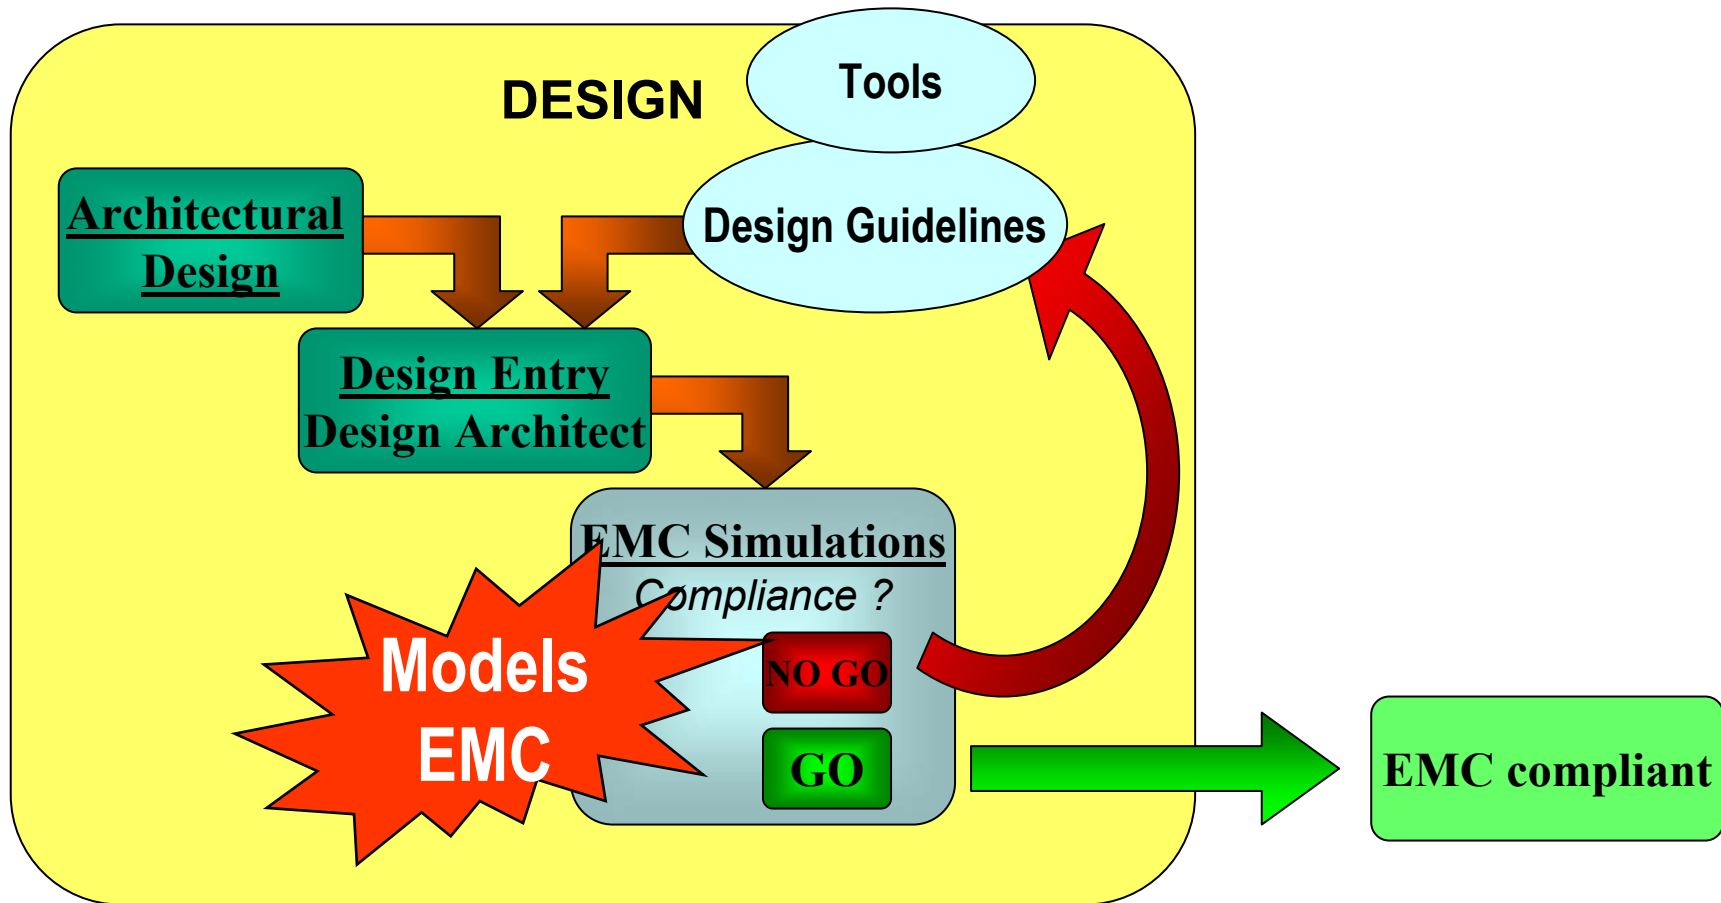 DESIGN
Tools
Design Guidelines
Architectural
Design
Design Entry
Design Architect
EMC Simulations
Compliance ?
Models
EMC
NO GO
GO
EMC compliant